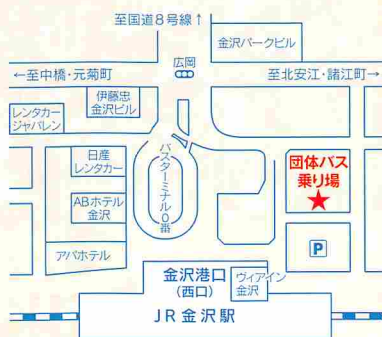 至国道8号線↑
金沢パークビル
広岡
←至中橋・元菊町
至北安江・諸江町→
伊藤忠
金沢ビル
レンタカー
ジャパレン
日産
レンタカー
バスターミナル0番
団体バス
乗り場
★
ABホテル
金沢
アパホテル
P
金沢港口
(西口)
ヴィアイン
金沢
JR金沢駅